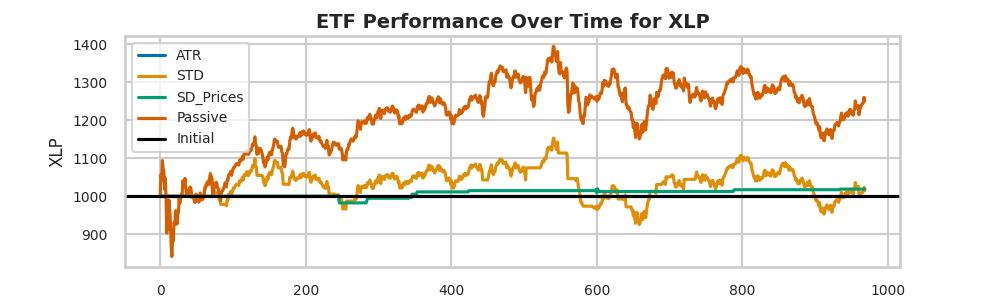 ETF Performance Over Time for XLP
XLP
1400
1300
1200
1100
1000
900
ATR
STD
SD_Prices
Passive
Initial
0
200
400
600
800
1000